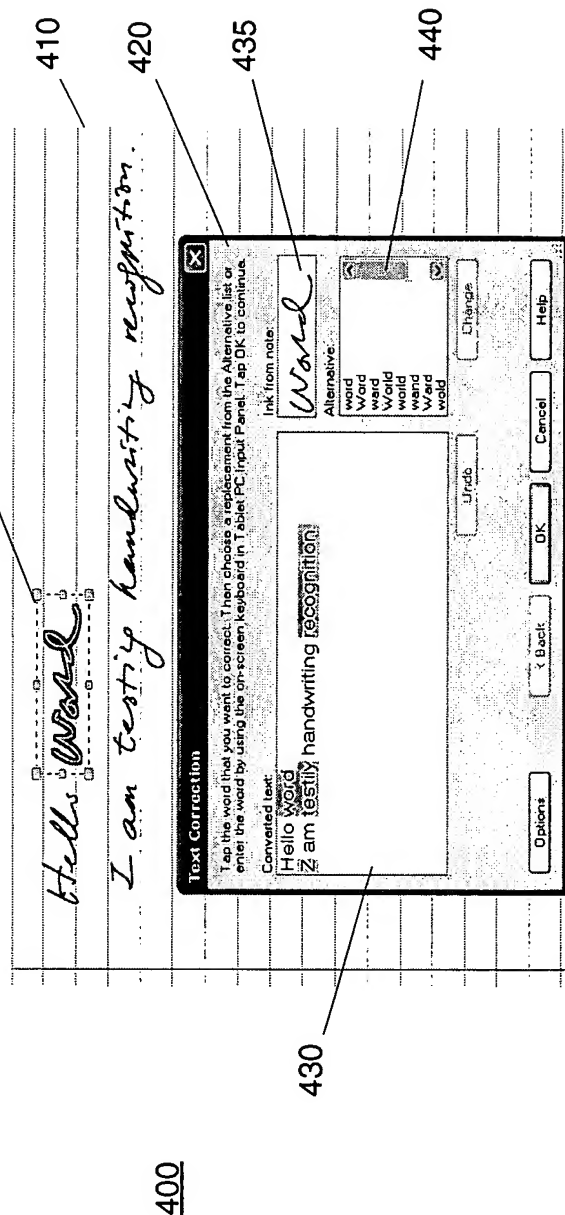 400
410
Hello World
I am testing handwriting recognition.
420
Text Correction
Tap the word that you want to correct. Then choose a replacement from the Alternative list or
enter the word by using the on-screen keyboard in Tablet PC Input Panel. Tap OK to continue.
Converted text:
Hello word
Z am testily handwriting recognition.
430
Ink from note:
World
435
Alternative:
word
Word
ward
World
world
wand
Ward
wold
440
Undo
Change
Options
< Back
OK
Cancel
Help